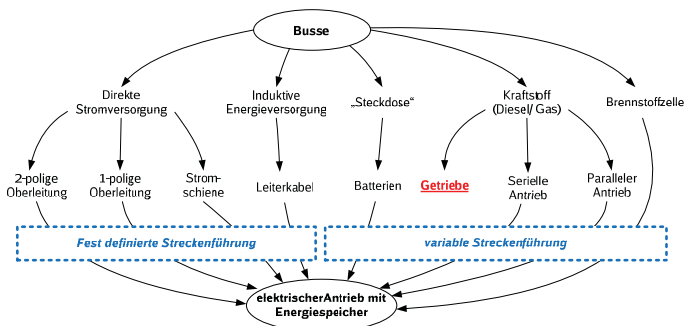 Busse
Direkte
Stromversorgung
Induktive
Energieversorgung
„Steckdose“
Kraftstoff
(Diesel/ Gas)
Brennstoffzelle
2-polige
Oberleitung
1-polige
Oberleitung
Strom-
schiene
Leiterkabel
Batterien
Getriebe
Serielle
Antrieb
Paralleler
Antrieb
Fest definierte Streckenführung
variable Streckenführung
elektrischerAntrieb mit
Energiespeicher